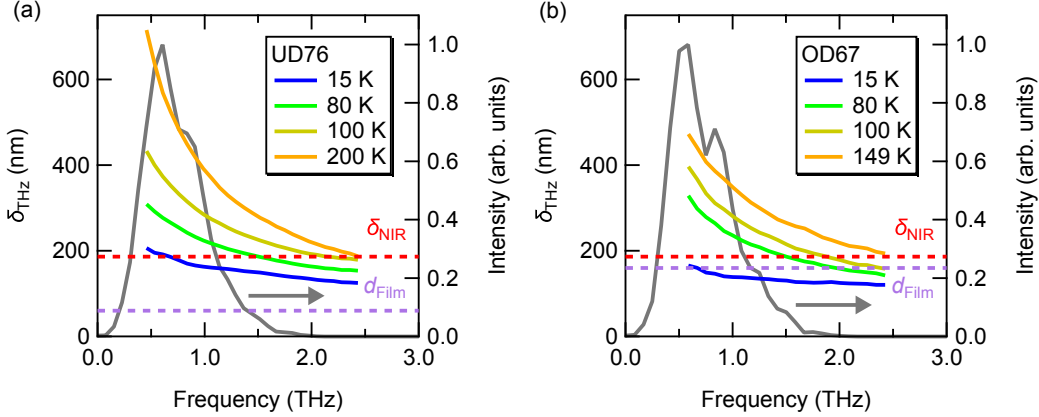 (a)
UD76
15 K
80 K
100 K
200 K
δNIR
dFilm
600
400
200
0
δTHz (nm)
0.0
1.0
2.0
3.0
Frequency (THz)
1.0
0.8
0.6
0.4
0.2
0.0
Intensity (arb. units)
(b)
OD67
15 K
80 K
100 K
149 K
δNIR
dFilm
600
400
200
0
δTHz (nm)
0.0
1.0
2.0
3.0
Frequency (THz)
1.0
0.8
0.6
0.4
0.2
0.0
Intensity (arb. units)